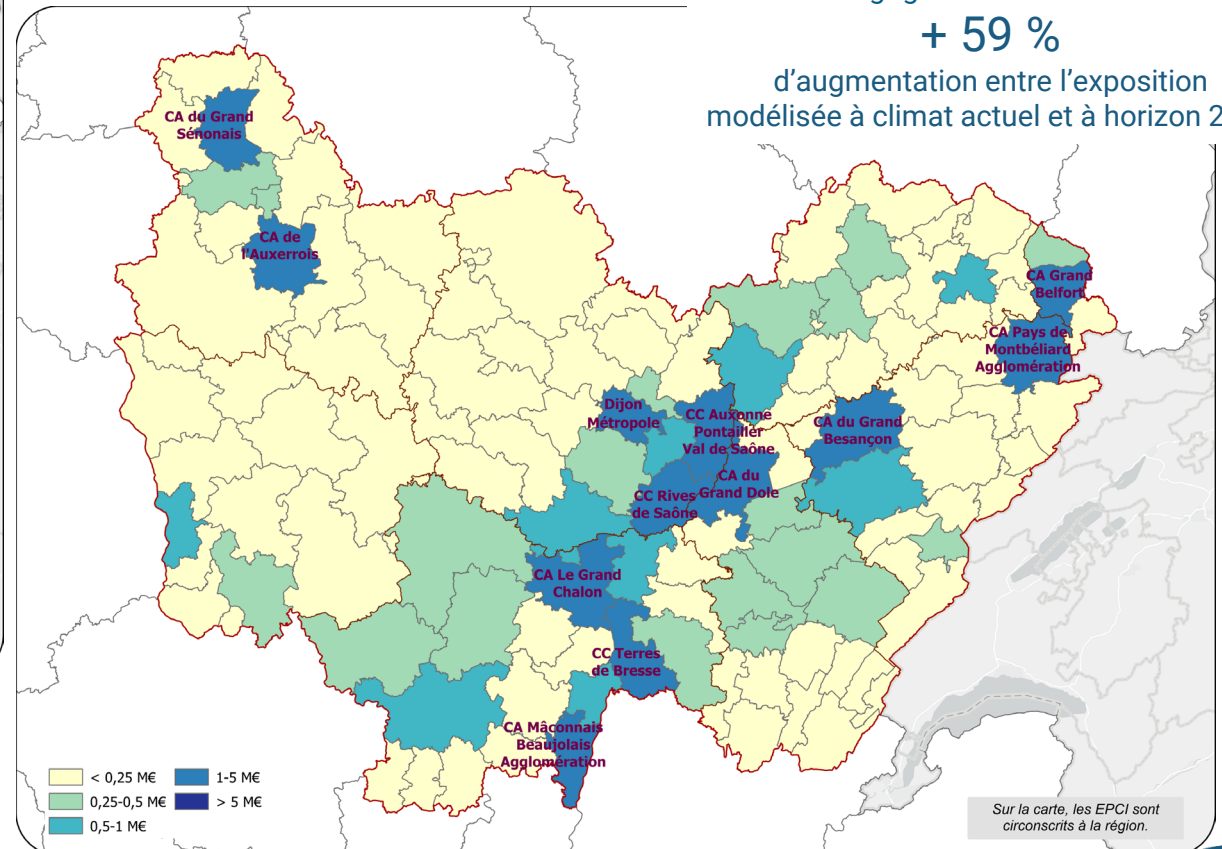 + 59 %
d'augmentation entre l'exposition
modélisée à climat actuel et à horizon 2
CA du Grand
Sénonais
CA de
l'Auxerrois
CA Grand
Belfort
CA Pays de
Montbéliard
Agglomération
Dijon
Métropole
CC Auxonne
Pontailler
Val de Saône
CA du Grand
Besançon
CA du
Grand Dole
CC Rives
de Saône
CA Le Grand
Chalon
CC Terres
de Bresse
CA Mâconnais
Beaujolais
Agglomération
< 0,25 M€
0,25-0,5 M€
0,5-1 M€
1-5 M€
> 5 M€
Sur la carte, les EPCI sont
circonscrits à la région.